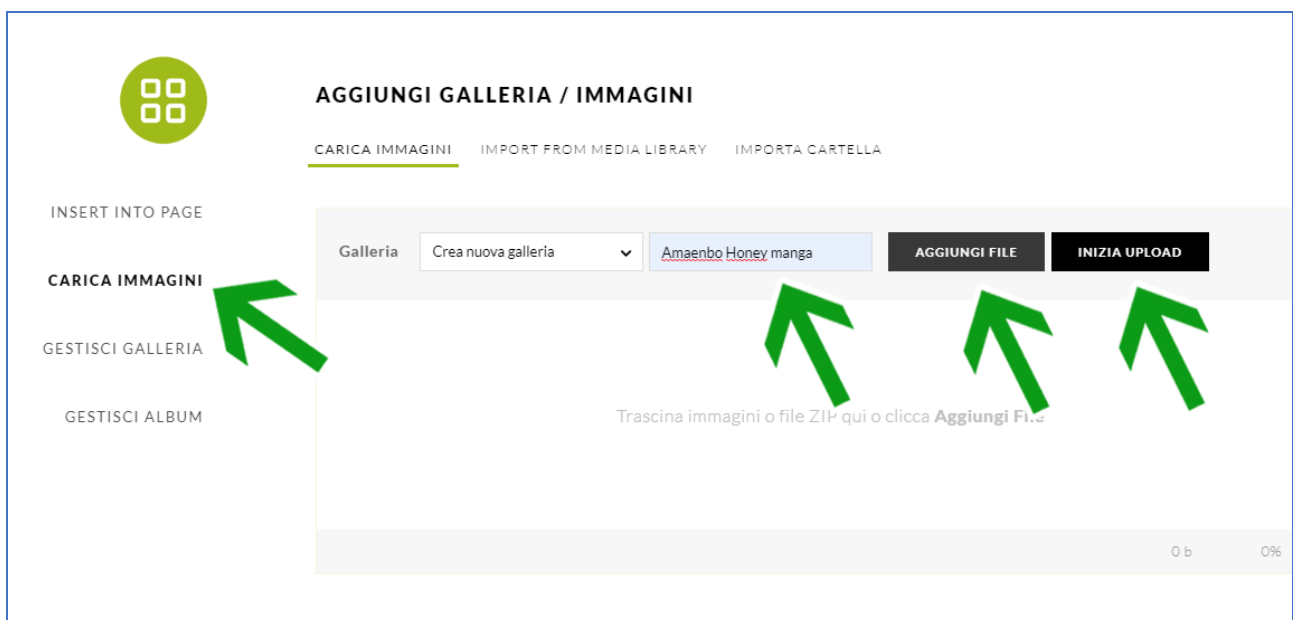 AGGIUNGI GALLERIA / IMMAGINI
CARICA IMMAGINI IMPORT FROM MEDIA LIBRARY IMPORTA CARTELLA
INSERT INTO PAGE
CARICA IMMAGINI
GESTISCI GALLERIA
GESTISCI ALBUM
Galleria Crea nuova galleria Amaenbo Honey manga AGGIUNGI FILE INIZIA UPLOAD
Trascina immagini o file ZIP qui o clicca Aggiungi File
0 b 0%